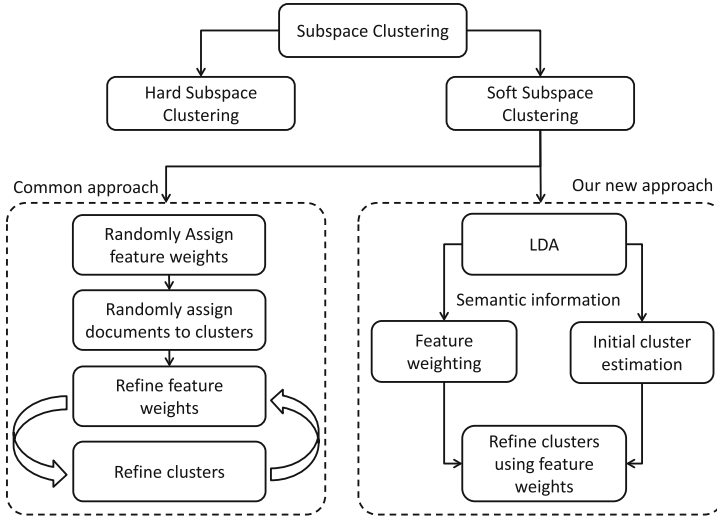 Subspace Clustering
Hard Subspace
Clustering
Soft Subspace
Clustering
Common approach
Randomly Assign
feature weights
Randomly assign
documents to clusters
Refine feature
weights
Refine clusters
Our new approach
LDA
Semantic information
Feature
weighting
Initial cluster
estimation
Refine clusters
using feature
weights